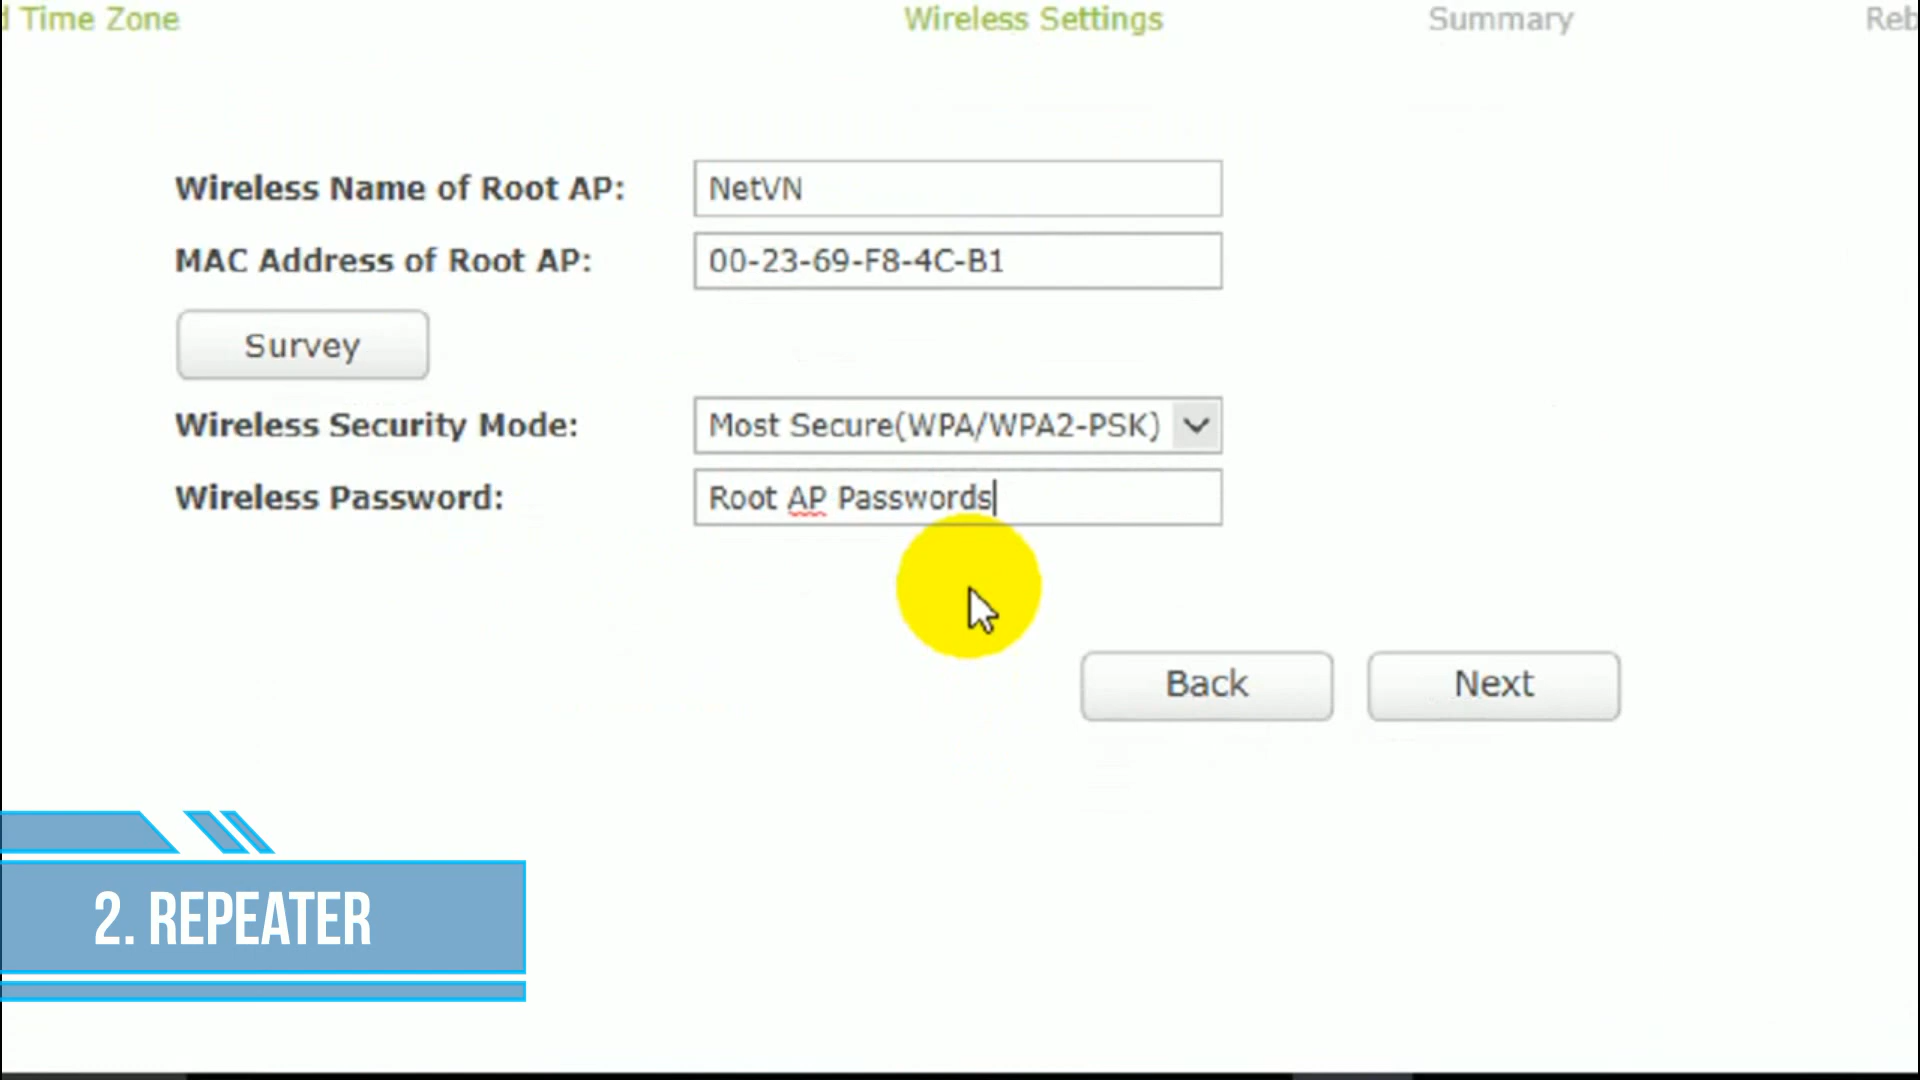 d Time Zone
Wireless Settings
Summary
Reb
Wireless Name of Root AP:
NetVN
MAC Address of Root AP:
00-23-69-F8-4C-B1
Survey
Wireless Security Mode:
Most Secure(WPA/WPA2-PSK)
Wireless Password:
Root AP Passwords
Back
Next
2. REPEATER